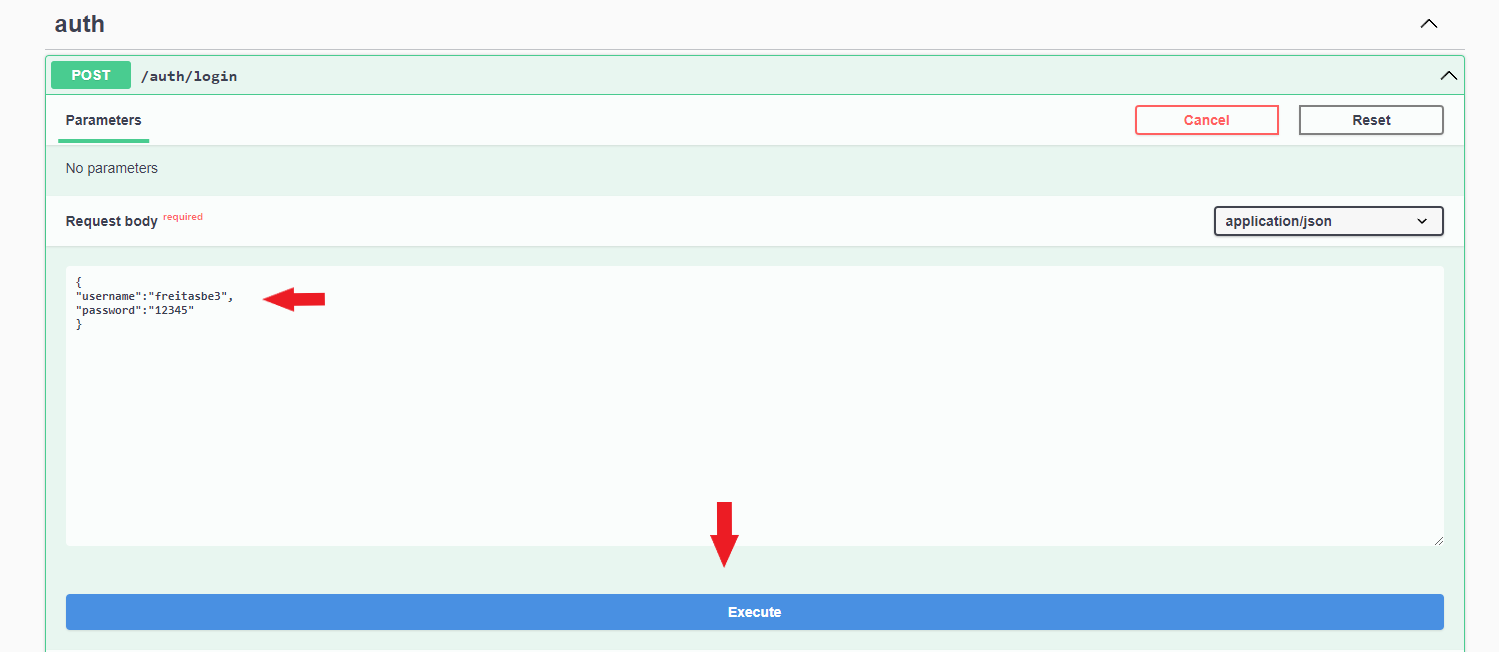 auth
POST /auth/login
Parameters
Cancel
Reset
No parameters
Request body required
application/json
{
"username":"freitasbe3",
"password":"12345"
}
Execute